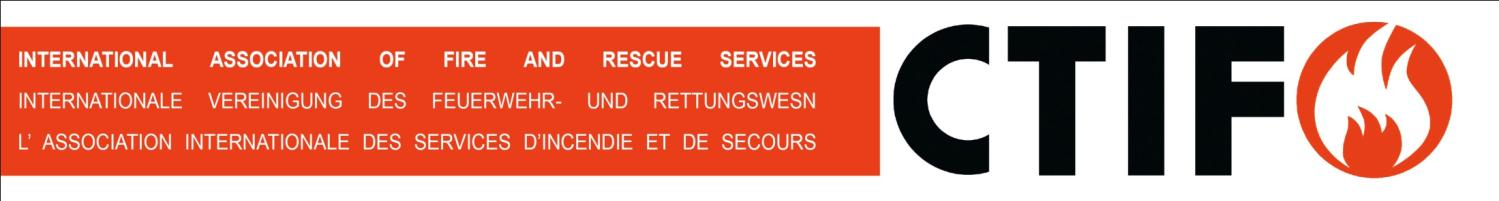 INTERNATIONAL ASSOCIATION OF FIRE AND RESCUE SERVICES
INTERNATIONALE VEREINIGUNG DES FEUERWEHR- UND RETTUNGSWESN
L' ASSOCIATION INTERNATIONALE DES SERVICES D'INCENDIE ET DE SECOURS
CTIF